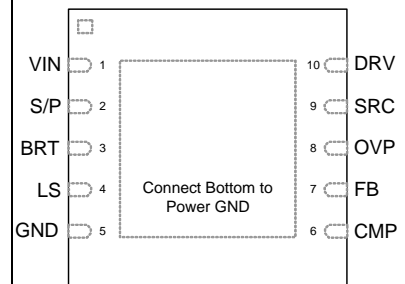 VIN 1 10 DRV
S/P 2 9 SRC
BRT 3 8 OVP
LS 4 Connect Bottom to 7 FB
Power GND
GND 5 6 CMP